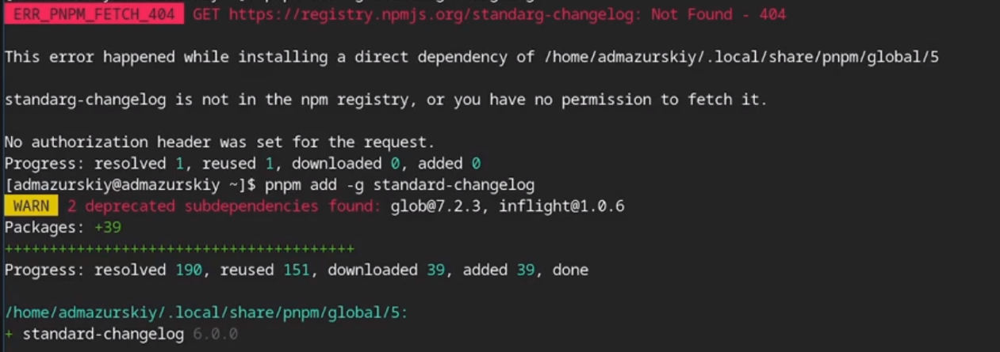 ERR_PNPM_FETCH_404 GET https://registry.npmjs.org/standarg-changelog: Not Found - 404
This error happened while installing a direct dependency of /home/admazurskiy/.local/share/pnpm/global/5
standarg-changelog is not in the npm registry, or you have no permission to fetch it.
No authorization header was set for the request.
Progress: resolved 1, reused 1, downloaded 0, added 0
[admazurskiy@admazurskiy ~]$ pnpm add -g standard-changelog
WARN 2 deprecated subdependencies found: glob@7.2.3, inflight@1.0.6
Packages: +39
+++++++++++++++++++++++++++++++++++++++
Progress: resolved 190, reused 151, downloaded 39, added 39, done
/home/admazurskiy/.local/share/pnpm/global/5:
+ standard-changelog 6.0.0